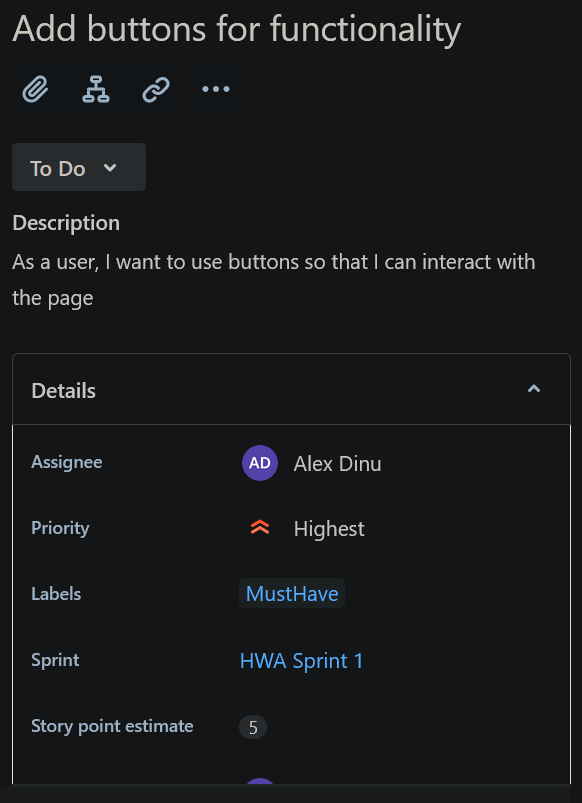 Add buttons for functionality
To Do
Description
As a user, I want to use buttons so that I can interact with
the page
Details
Assignee AD Alex Dinu
Priority Highest
Labels MustHave
Sprint HWA Sprint 1
Story point estimate 5